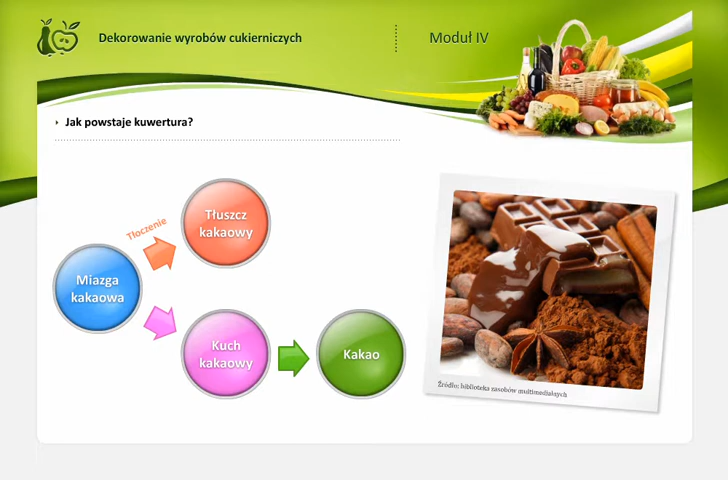 Dekorowanie wyrobów cukierniczych
Moduł IV
Jak powstaje kuwertura?
Tłoczenie
Tłuszcz
kakaowy
Miazga
kakaowa
Kuch
kakaowy
Kakao
Źródło: biblioteka zasobów multimedialnych